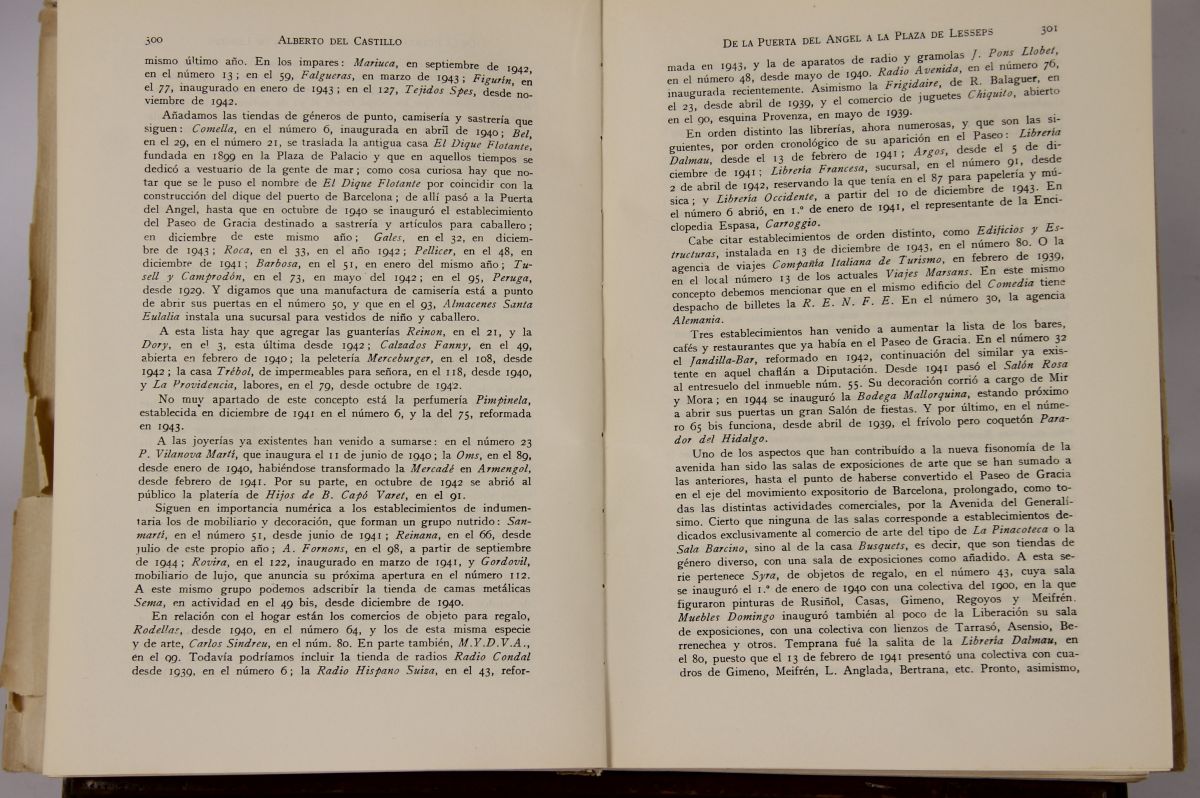 300
ALBERTO DEL CASTILLO
mismo último año. En los impares: Mariuca, en septiembre de 1942,
en el número 13; en el 59, Falgueras, en marzo de 1943; Figurín, en
el 77, inaugurado en enero de 1943; en el 127, Tejidos Spes, desde no-
viembre de 1942.
Añadamos las tiendas de géneros de punto, camisería y sastrería que
siguen: Comella, en el número 6, inaugurada en abril de 1940; Bel,
en el 29, en el número 21, se traslada la antigua casa El Dique Flotante,
fundada en 1899 en la Plaza de Palacio y que en aquellos tiempos se
dedicó a vestuario de la gente de mar; como cosa curiosa hay que no-
tar que se le puso el nombre de El Dique Flotante por coincidir con la
construcción del dique del puerto de Barcelona; de allí pasó a la Puerta
del Angel, hasta que en octubre de 1940 se inauguró el establecimiento
del Paseo de Gracia destinado a sastrería y artículos para caballero;
en diciembre de este mismo año; Gales, en el 32, en diciem-
bre de 1943; Roca, en el 33, en el año 1942; Pellicer, en el 48, en
diciembre de 1941; Barbosa, en el 51, en enero del mismo año; Tu-
sell y Camprodón, en el 73, en mayo del 1942; en el 95, Peruga,
desde 1929. Y digamos que una manufactura de camisería está a punto
de abrir sus puertas en el número 50, y que en el 93, Almacenes Santa
Eulalia instala una sucursal para vestidos de niño y caballero.
A esta lista hay que agregar las guanterías Reinon, en el 21, y la
Dory, en el 3, esta última desde 1942; Calzados Fanny, en el 49,
abierta en febrero de 1940; la peletería Merceburger, en el 108, desde
1942; la casa Trébol, de impermeables para señora, en el 118, desde 1940,
y La Providencia, labores, en el 79, desde octubre de 1942.
No muy apartado de este concepto está la perfumería Pimpinela,
establecida en diciembre de 1941 en el número 6, y la del 75, reformada
en 1943.
A las joyerías ya existentes han venido a sumarse: en el número 23
P. Vilanova Martí, que inaugura el 11 de junio de 1940; la Oms, en el 89,
desde enero de 1940, habiéndose transformado la Mercadé en Armengol,
desde febrero de 1941. Por su parte, en octubre de 1942 se abrió al
público la platería de Hijos de B. Capó Varet, en el 91.
Siguen en importancia numérica a los establecimientos de indumen-
taria los de mobiliario y decoración, que forman un grupo nutrido: San-
martí, en el número 51, desde junio de 1941; Reinana, en el 66, desde
julio de este propio año; A. Fornons, en el 98, a partir de septiembre
de 1944; Rovira, en el 122, inaugurado en marzo de 1941, y Gordovil,
mobiliario de lujo, que anuncia su próxima apertura en el número 112.
A este mismo grupo podemos adscribir la tienda de camas metálicas
Sema, en actividad en el 49 bis, desde diciembre de 1940.
En relación con el hogar están los comercios de objeto para regalo,
Rodellar, desde 1940, en el número 64, y los de esta misma especie
y de arte, Carlos Sindreu, en el núm. 80. En parte también, M.Y.D.V.A.,
en el 99. Todavía podríamos incluir la tienda de radios Radio Condal
desde 1939, en el número 6; la Radio Hispano Suiza, en el 43, refor-
DE LA PUERTA DEL ANGEL A LA PLAZA DE LESSEPS
301
mada en 1943, y la de aparatos de radio y gramolas J. Pons Llobet,
en el número 48, desde mayo de 1940. Radio Avenida, en el número 76,
inaugurada recientemente. Asimismo la Frigidaire, de R. Balaguer, en
el 23, desde abril de 1939, y el comercio de juguetes Chiquito, abierto
en el 90, esquina Provenza, en mayo de 1939.
En orden distinto las librerías, ahora numerosas, y que son las si-
guientes, por orden cronológico de su aparición en el Paseo: Librería
Dalmau, desde el 13 de febrero de 1941; Argos, desde el 5 de di-
ciembre de 1941; Librería Francesa, sucursal, en el número 91, desde
2 de abril de 1942, reservando la que tenía en el 87 para papelería y mú-
sica; y Librería Occidente, a partir del 10 de diciembre de 1943. En
el número 6 abrió, en 1.º de enero de 1941, el representante de la Enci-
clopedia Espasa, Carroggio.
Cabe citar establecimientos de orden distinto, como Edificios y Es-
tructuras, instalada en 13 de diciembre de 1943, en el número 80. O la
agencia de viajes Compañía Italiana de Turismo, en febrero de 1939,
en el local número 13 de los actuales Viajes Marsans. En este mismo
concepto debemos mencionar que en el mismo edificio del Comedia tiene
despacho de billetes la R. E. N. F. E. En el número 30, la agencia
Alemania.
Tres establecimientos han venido a aumentar la lista de los bares,
cafés y restaurantes que ya había en el Paseo de Gracia. En el número 32
el Jandilla-Bar, reformado en 1942, continuación del similar ya exis-
tente en aquel chaflán a Diputación. Desde 1941 pasó el Salón Rosa
al entresuelo del inmueble núm. 55. Su decoración corrió a cargo de Mir
y Mora; en 1944 se inauguró la Bodega Mallorquina, estando próximo
a abrir sus puertas un gran Salón de fiestas. Y por último, en el núme-
ro 65 bis funciona, desde abril de 1939, el frívolo pero coquetón Para-
dor del Hidalgo.
Uno de los aspectos que han contribuído a la nueva fisonomía de la
avenida han sido las salas de exposiciones de arte que se han sumado a
las anteriores, hasta el punto de haberse convertido el Paseo de Gracia
en el eje del movimiento expositorio de Barcelona, prolongado, como to-
das las distintas actividades comerciales, por la Avenida del Generalí-
simo. Cierto que ninguna de las salas corresponde a establecimientos de-
dicados exclusivamente al comercio de arte del tipo de La Pinacoteca o la
Sala Barcino, sino al de la casa Busquets, es decir, que son tiendas de
género diverso, con una sala de exposiciones como añadido. A esta se-
rie pertenece Syra, de objetos de regalo, en el número 43, cuya sala
se inauguró el 1.º de enero de 1940 con una colectiva del 1900, en la que
figuraron pinturas de Rusiñol, Casas, Gimeno, Regoyos y Meifrén.
Muebles Domingo inauguró también al poco de la Liberación su sala
de exposiciones, con una colectiva con lienzos de Tarrasó, Asensio, Be-
rrenechea y otros. Temprana fué la salita de la Librería Dalmau, en
el 80, puesto que el 13 de febrero de 1941 presentó una colectiva con cua-
dros de Gimeno, Meifrén, L. Anglada, Bertrana, etc. Pronto, asimismo,